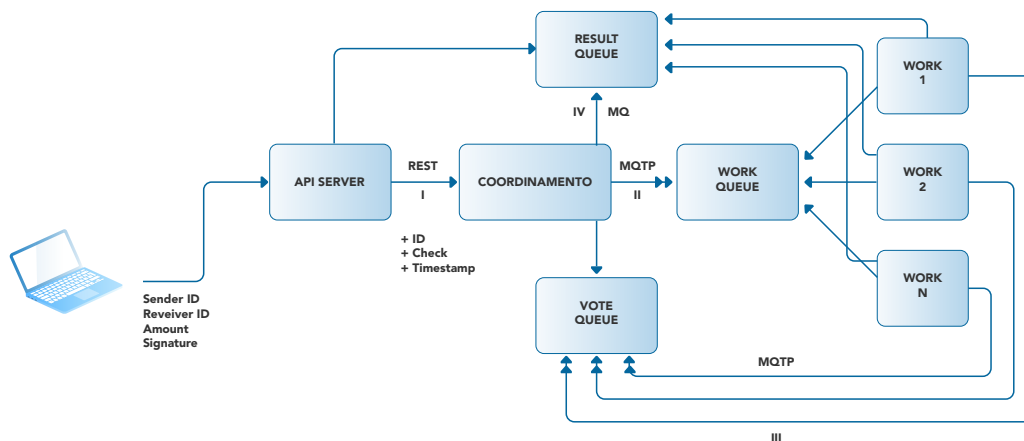 RESULT
QUEUE
WORK
1
IV
MQ
API SERVER
REST
I
COORDINAMENTO
MQTP
II
WORK
QUEUE
WORK
2
+ ID
+ Check
+ Timestamp
WORK
N
Sender ID
Reveiver ID
Amount
Signature
VOTE
QUEUE
MQTP
III